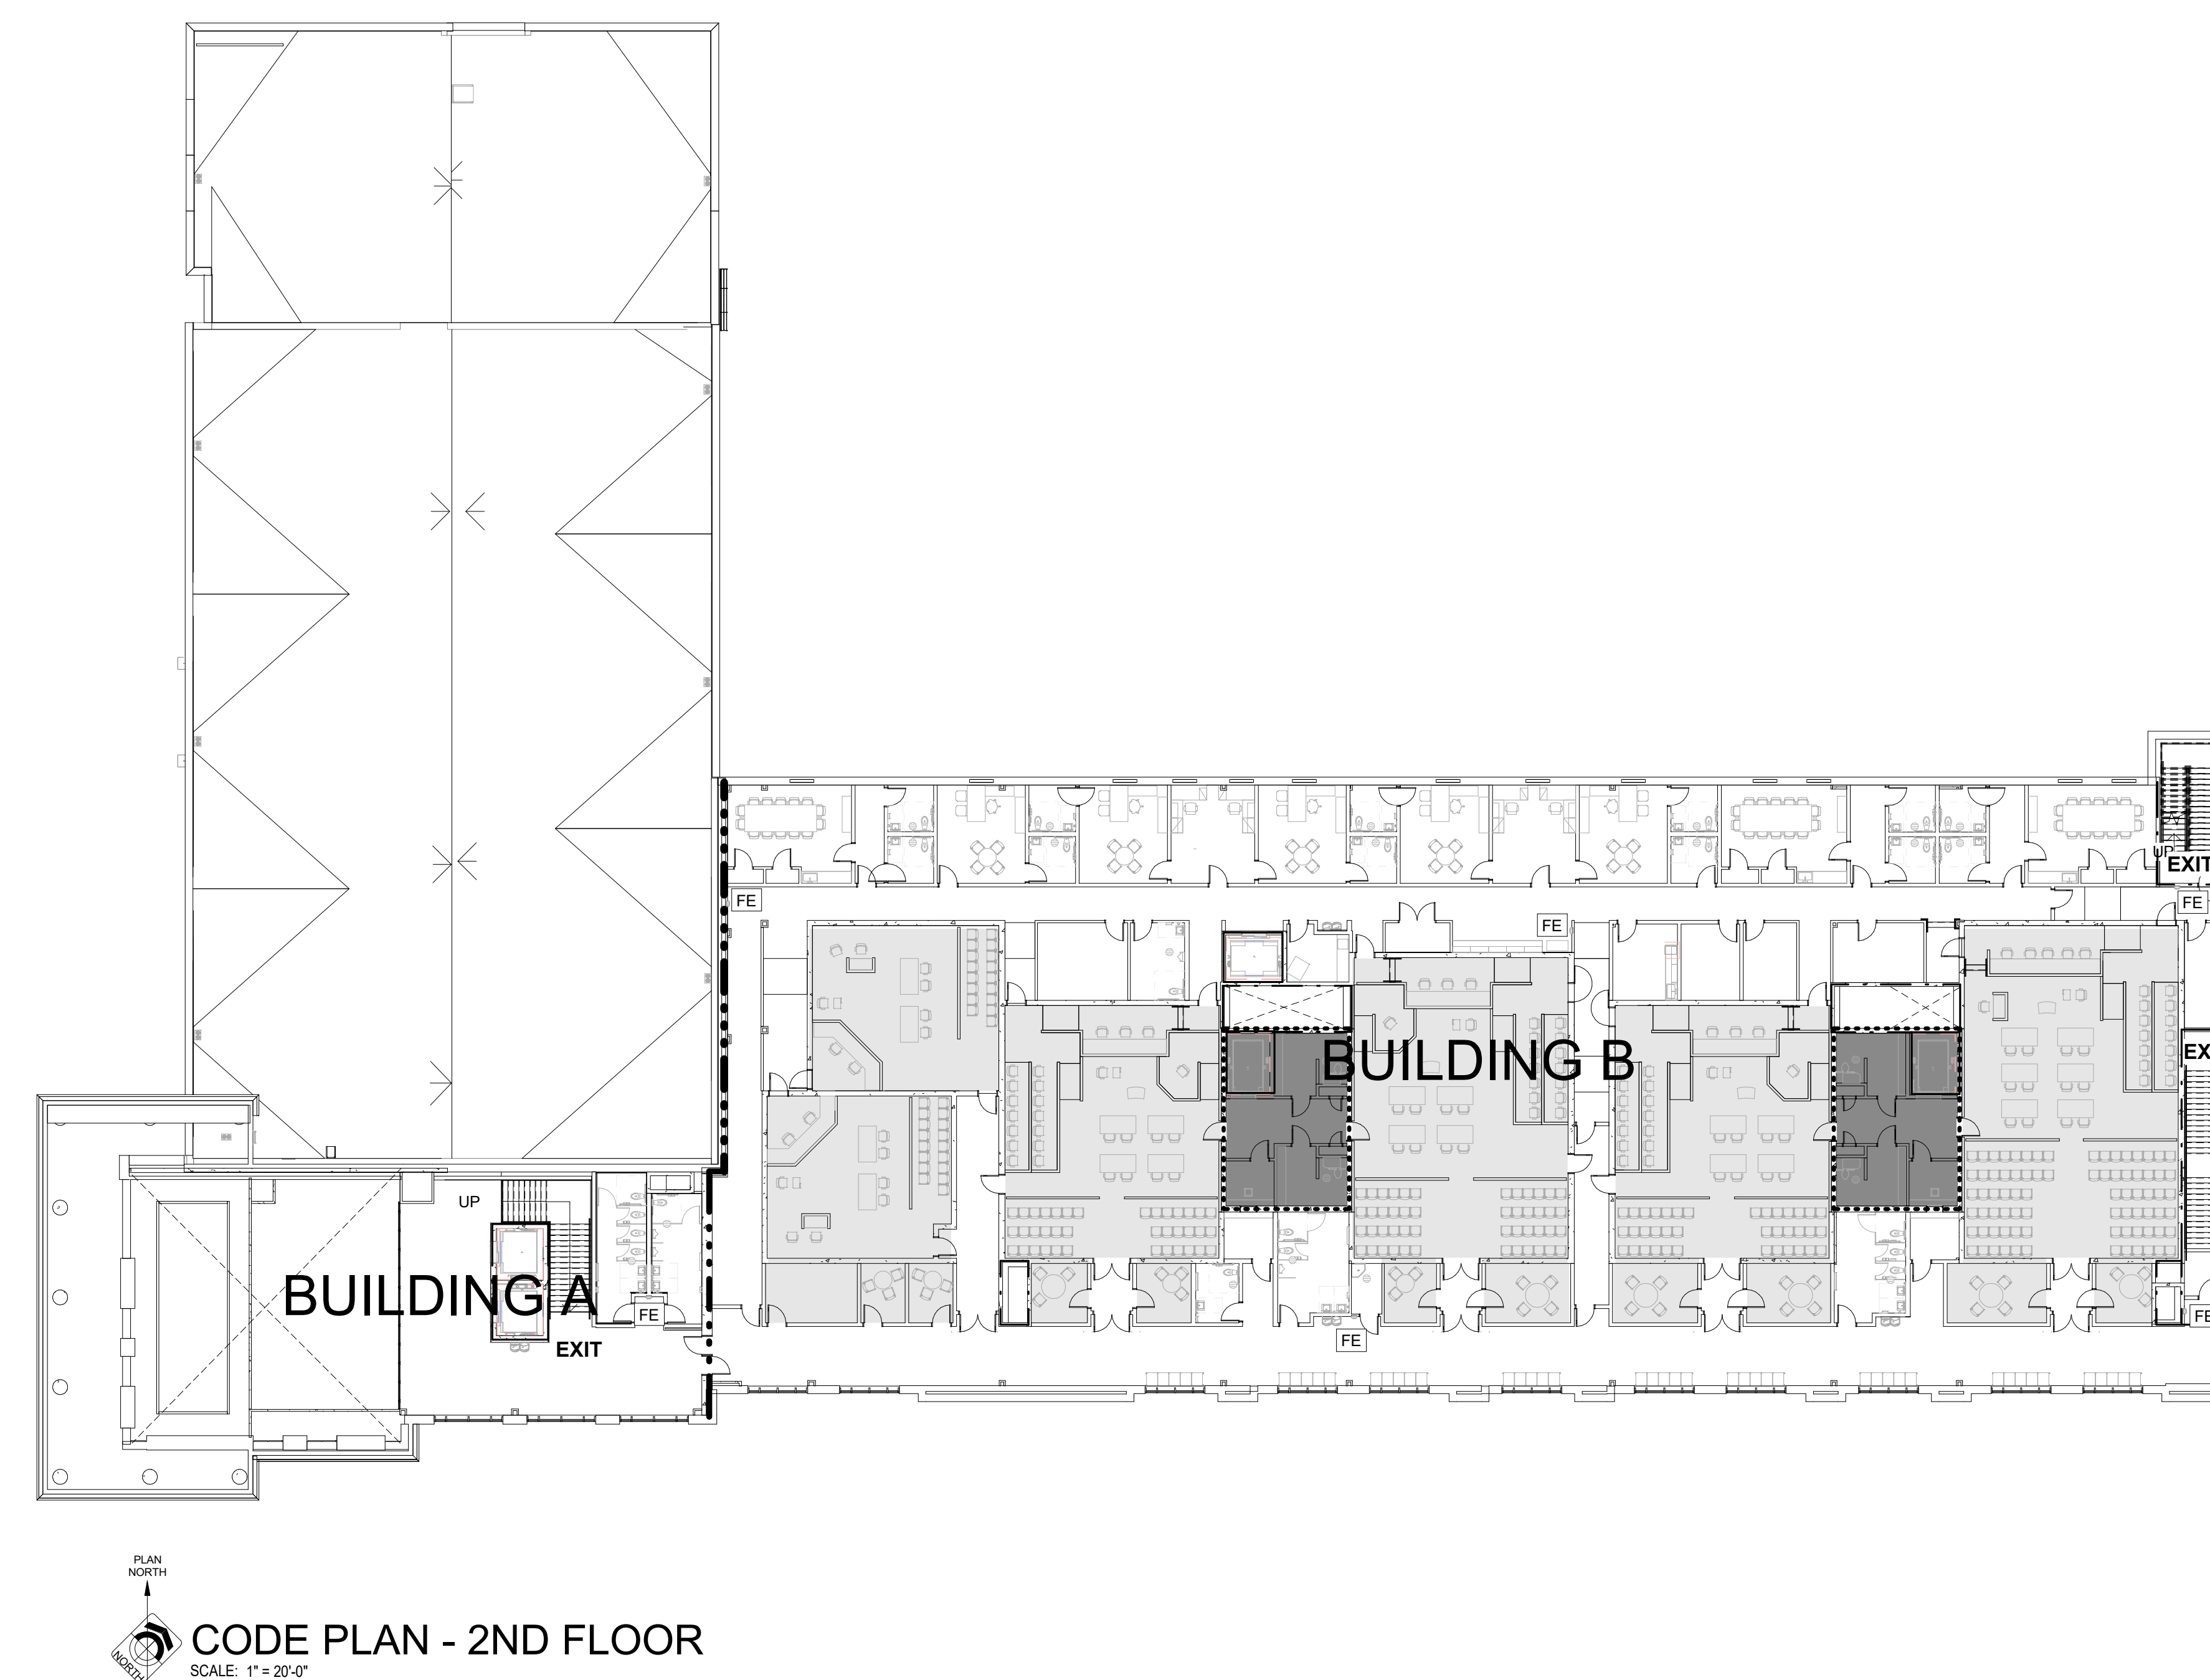 UP
EXIT
FE
FE
FE
BUILDING B
EX
UP
BUILDING A
FE
FE
EXIT
FE
PLAN
NORTH
NORTH
CODE PLAN - 2ND FLOOR
SCALE: 1" = 20'-0"